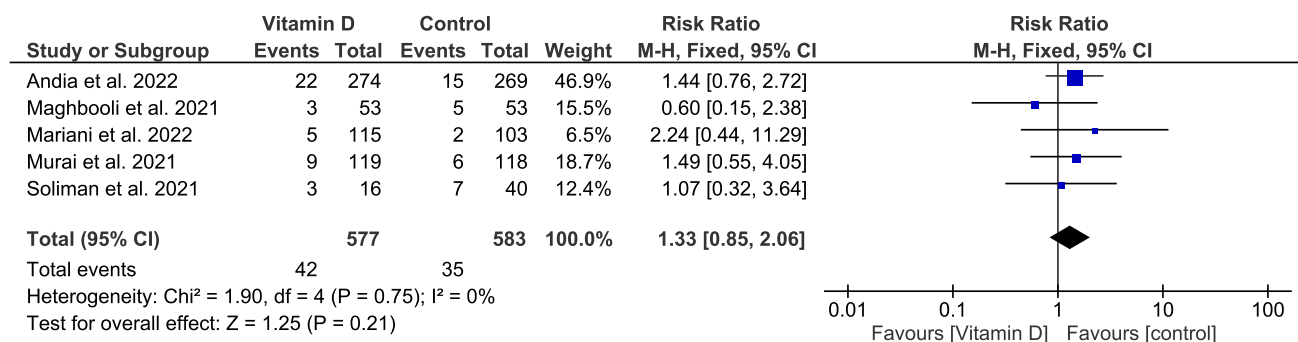 Vitamin D Control Risk Ratio Risk Ratio
Study or Subgroup Events Total Events Total Weight M-H, Fixed, 95% CI M-H, Fixed, 95% CI
Andia et al. 2022 22 274 15 269 46.9% 1.44 [0.76, 2.72]
Maghbooli et al. 2021 3 53 5 53 15.5% 0.60 [0.15, 2.38]
Mariani et al. 2022 5 115 2 103 6.5% 2.24 [0.44, 11.29]
Murai et al. 2021 9 119 6 118 18.7% 1.49 [0.55, 4.05]
Soliman et al. 2021 3 16 7 40 12.4% 1.07 [0.32, 3.64]
Total (95% CI) 577 583 100.0% 1.33 [0.85, 2.06]
Total events 42 35
Heterogeneity: Chi² = 1.90, df = 4 (P = 0.75); I² = 0%
Test for overall effect: Z = 1.25 (P = 0.21)
0.01 0.1 1 10 100
Favours [Vitamin D] Favours [control]